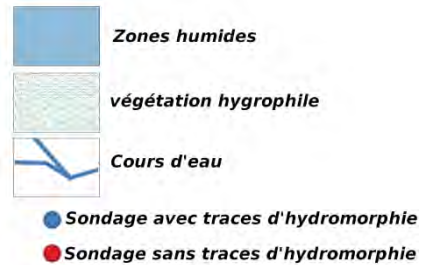 Zones humides
végétation hygrophile
Cours d'eau
Sondage avec traces d'hydromorphie
Sondage sans traces d'hydromorphie